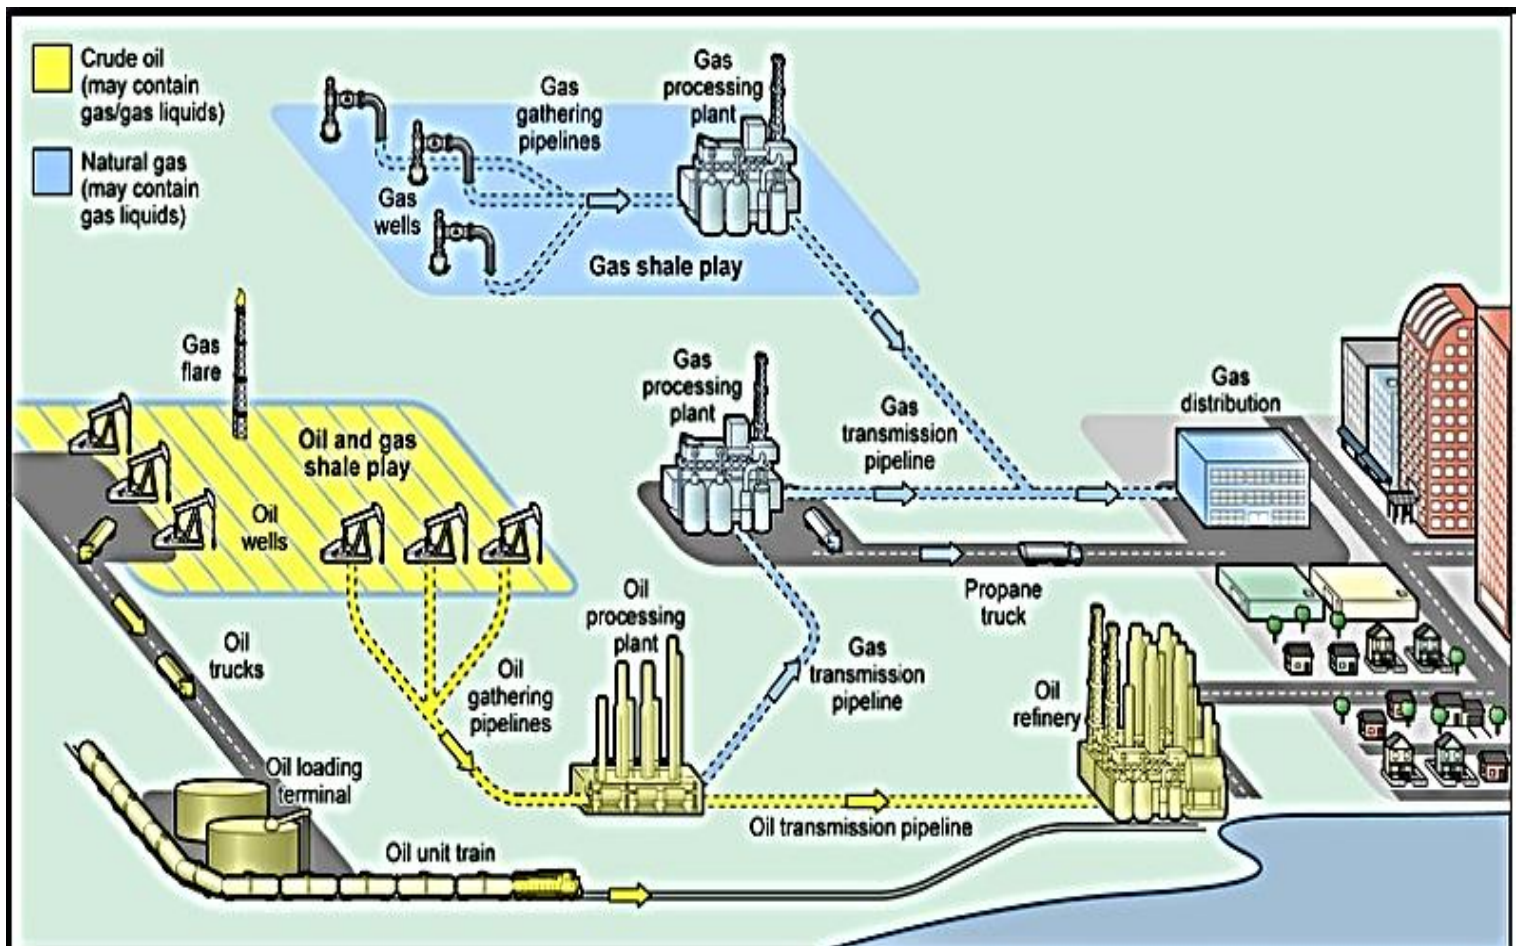 Crude oil
(may contain
gas/gas liquids)
Natural gas
(may contain
gas liquids)
Gas
gathering
pipelines
Gas
processing
plant
Gas
wells
Gas shale play
Gas
flare
Oil and gas
shale play
Oil
wells
Gas
processing
plant
Gas
transmission
pipeline
Gas
distribution
Propane
truck
Oil
processing
plant
Oil
trucks
Oil
gathering
pipelines
Gas
transmission
pipeline
Oil
refinery
Oil loading
terminal
Oil transmission pipeline
Oil unit train